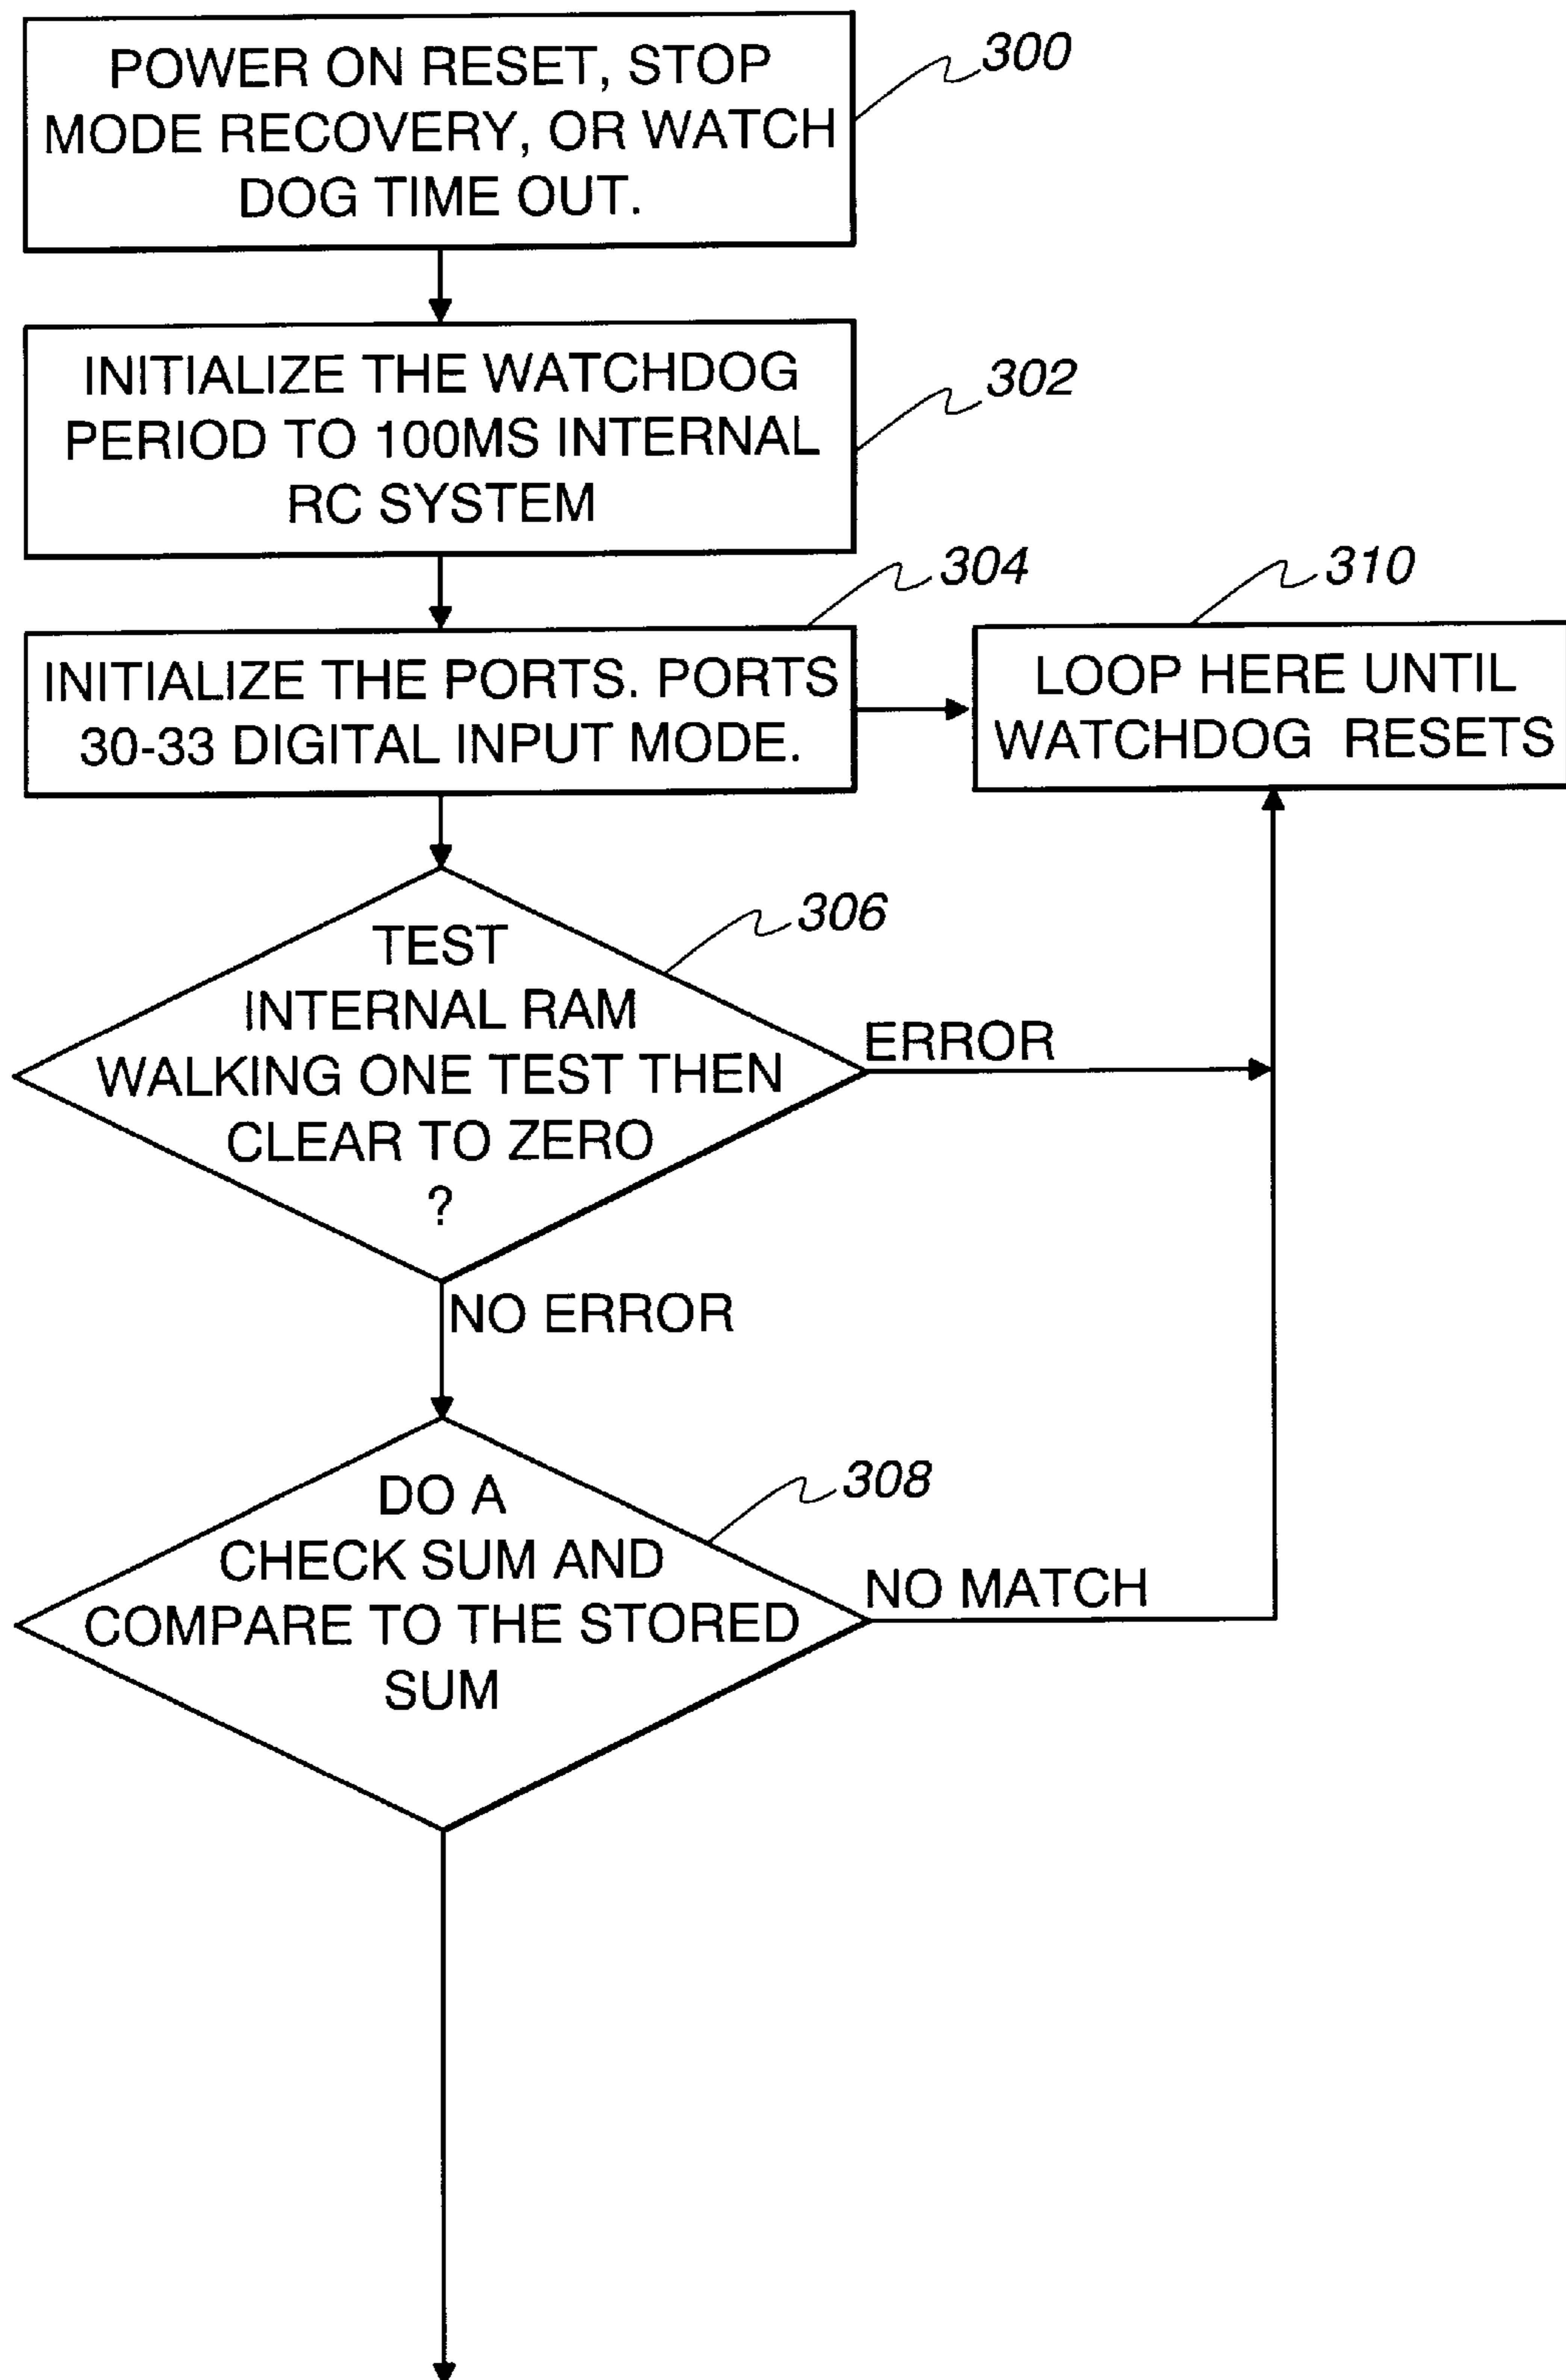 POWER ON RESET, STOP
MODE RECOVERY, OR WATCH
DOG TIME OUT.
300
INITIALIZE THE WATCHDOG
PERIOD TO 100MS INTERNAL
RC SYSTEM
302
INITIALIZE THE PORTS. PORTS
30-33 DIGITAL INPUT MODE.
304
LOOP HERE UNTIL
WATCHDOG RESETS
310
TEST
INTERNAL RAM
WALKING ONE TEST THEN
CLEAR TO ZERO
?
306
ERROR
NO ERROR
DO A
CHECK SUM AND
COMPARE TO THE STORED
SUM
308
NO MATCH